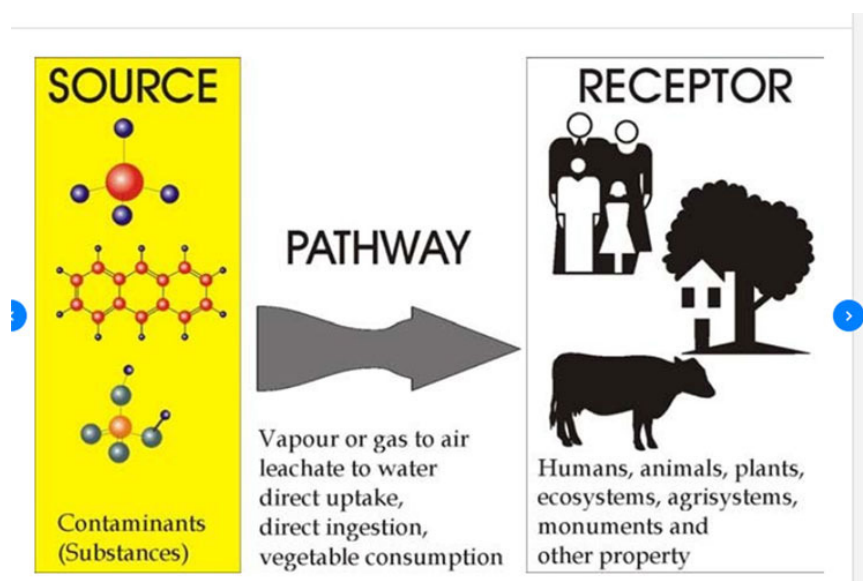 SOURCE
Contaminants
(Substances)
PATHWAY
Vapour or gas to air
leachate to water
direct uptake,
direct ingestion,
vegetable consumption
RECEPTOR
Humans, animals, plants,
ecosystems, agrisystems,
monuments and
other property